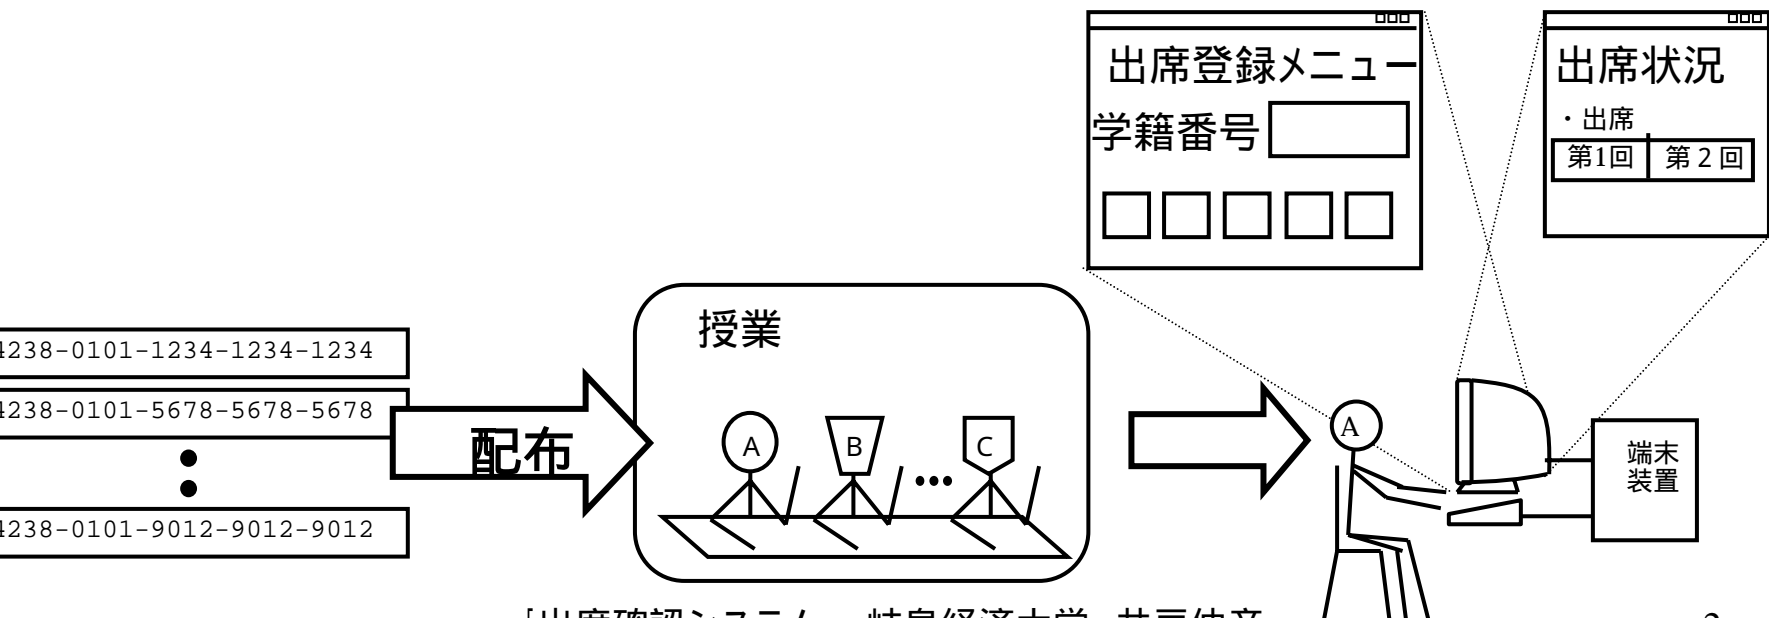 出席登録メニュー
学籍番号
出席状況
・出席
第1回
第２回
4238-0101-1234-1234-1234
4238-0101-5678-5678-5678
4238-0101-9012-9012-9012
配布
授業
A
B
C
A
端末
装置